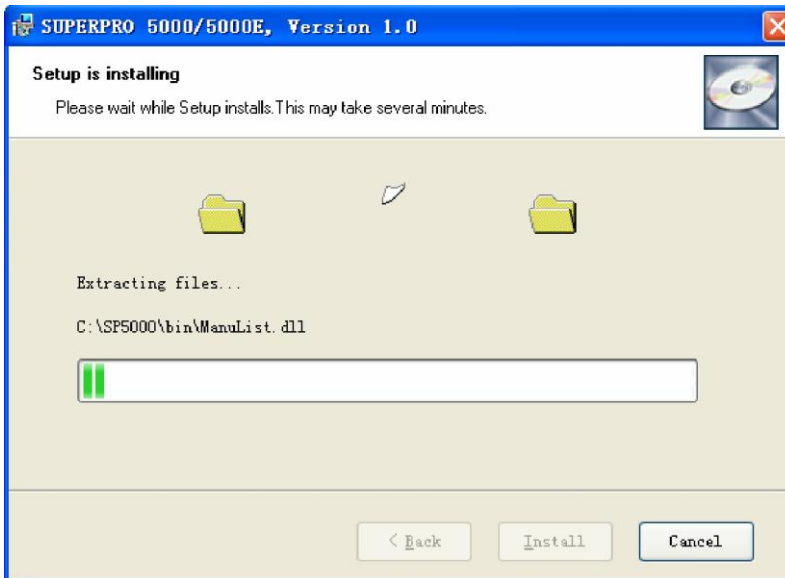 SUPERPRO 5000/5000E, Version 1.0
Setup is installing
Please wait while Setup installs.This may take several minutes.
Extracting files...
C:\SP5000\bin\ManuList.dll
< Back
Install
Cancel